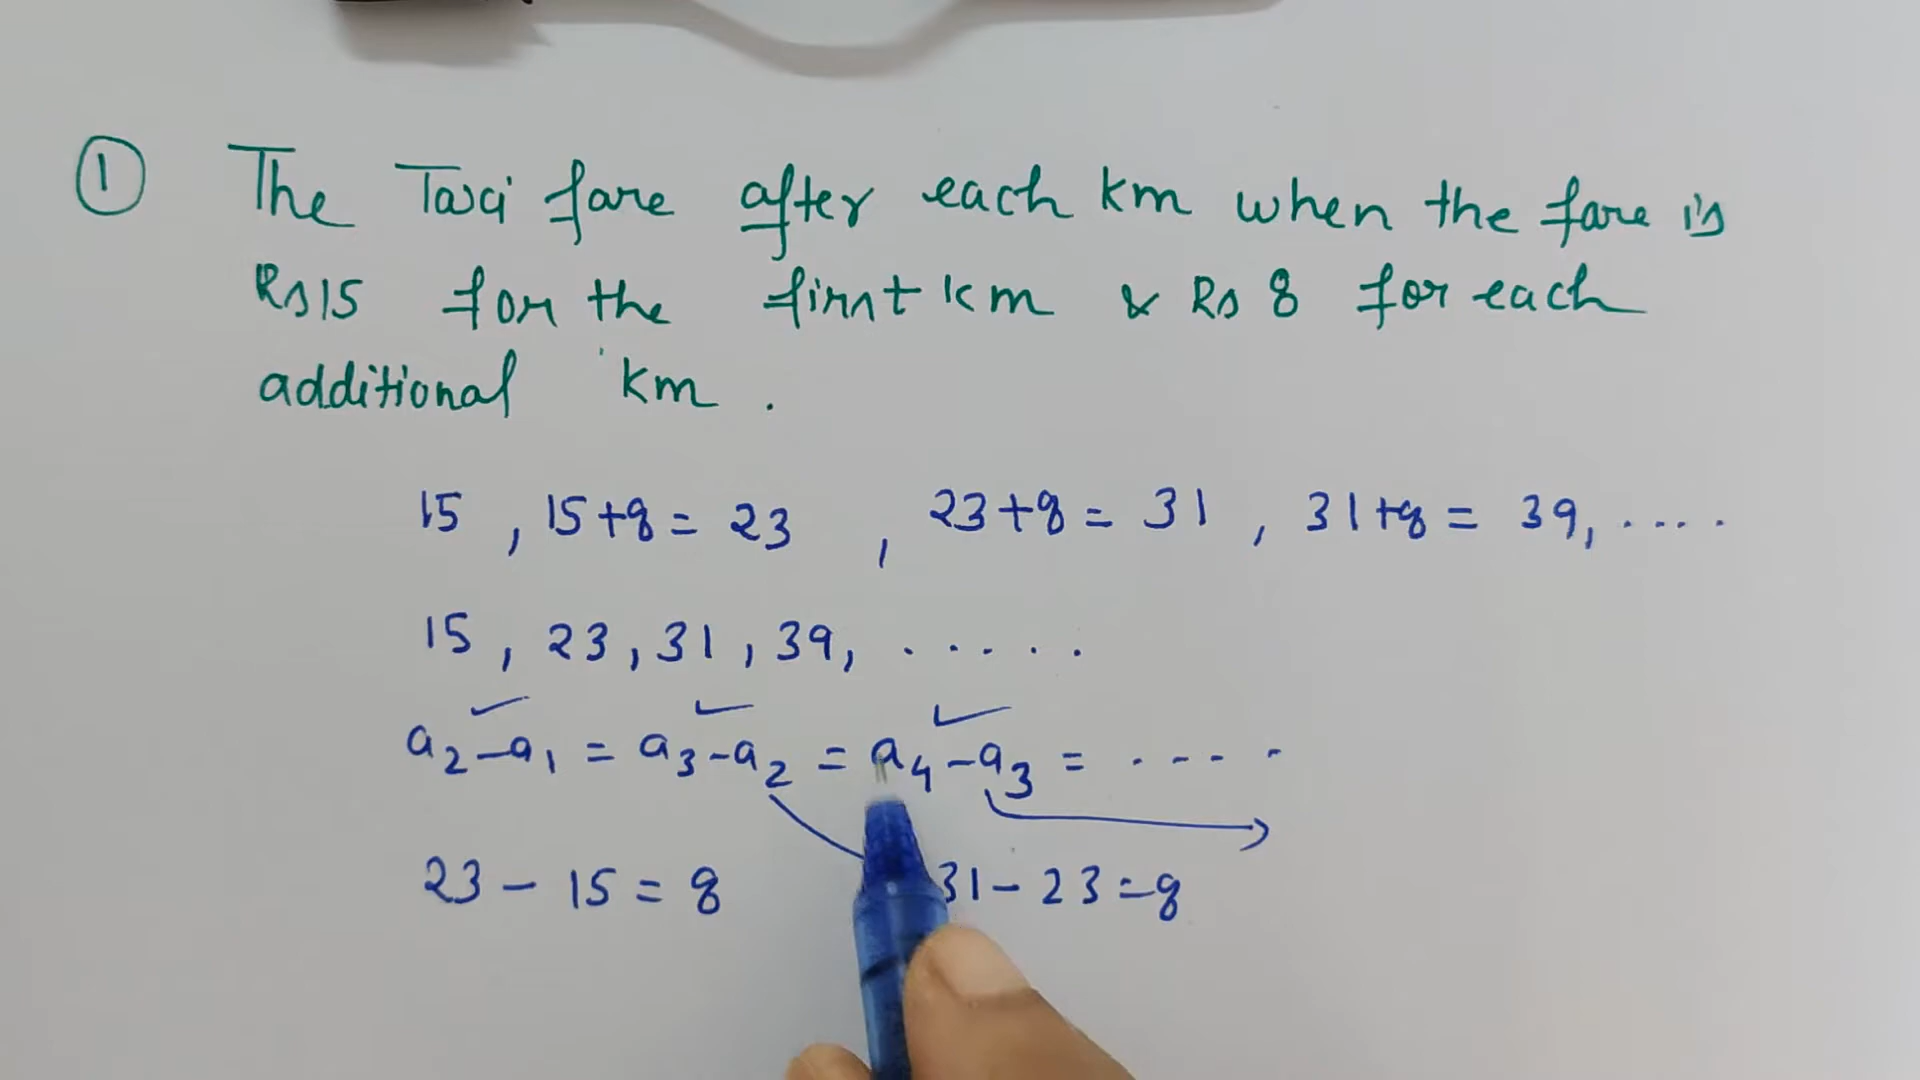 ① The Taxi fare after each km when the fare is
Rs 15 for the first km & Rs 8 for each
additional km.
15, 15+8 = 23, 23+8 = 31, 31+8 = 39, ....
15, 23, 31, 39, .....
a₂-a₁ = a₃-a₂ = a₄-a₃ = ....
23 - 15 = 8 31 - 23 = 8